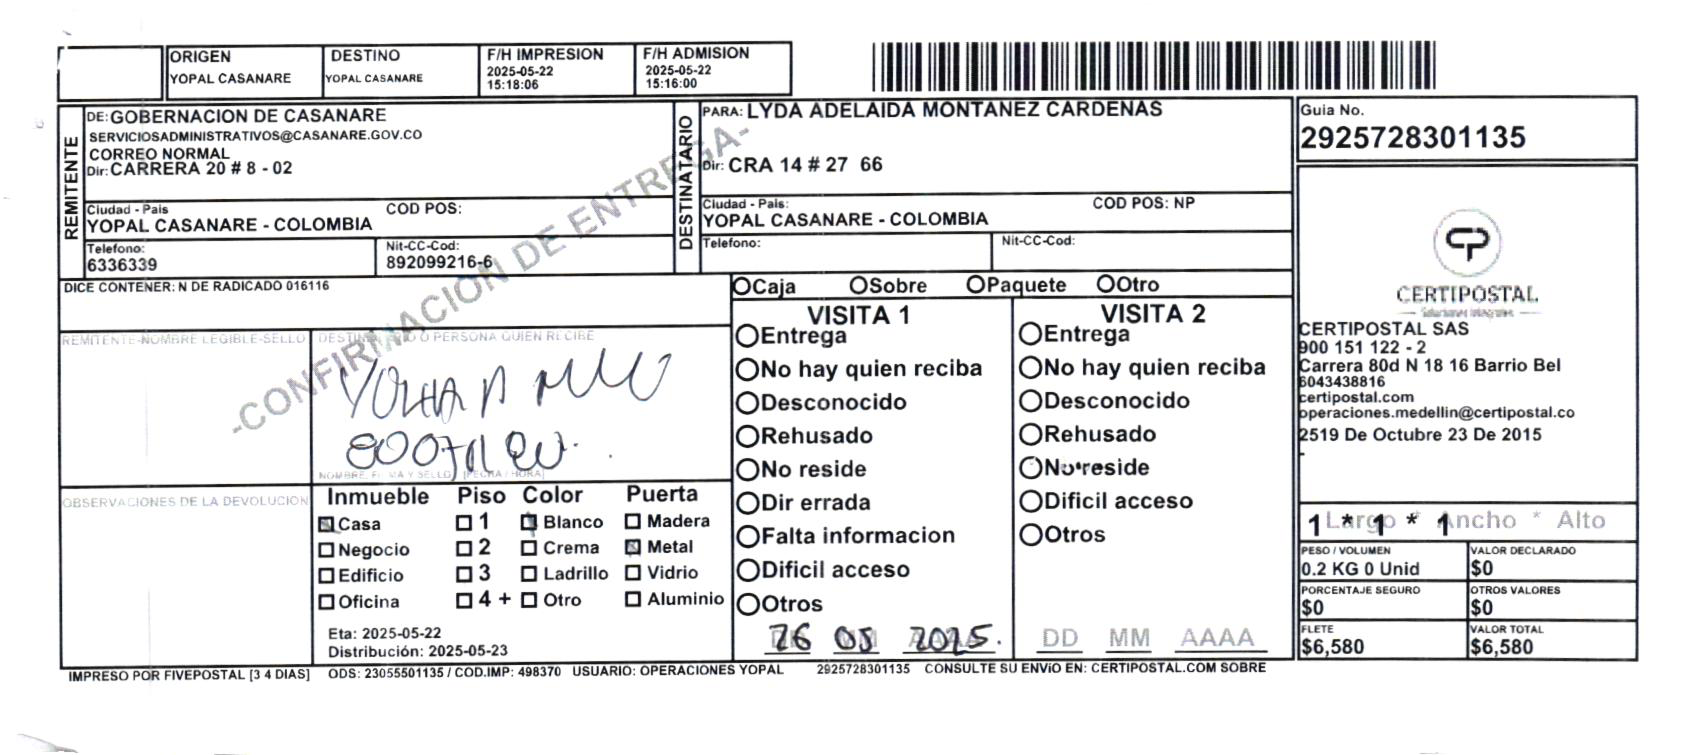 ORIGEN
YOPAL CASANARE
DESTINO
YOPAL CASANARE
F/H IMPRESION
2025-05-22
15:18:06
F/H ADMISION
2025-05-22
15:16:00
REMITENTE
DE: GOBERNACION DE CASANARE
SERVICIOSADMINISTRATIVOS@CASANARE.GOV.CO
CORREO NORMAL
Dir: CARRERA 20 # 8 - 02
Ciudad - Pais
COD POS:
YOPAL CASANARE - COLOMBIA
Telefono:
6336339
Nit-CC-Cod:
892099216-6
DESTINATARIO
PARA: LYDA ADELAIDA MONTANEZ CARDENAS
Dir: CRA 14 # 27 66
Ciudad - Pais:
COD POS: NP
YOPAL CASANARE - COLOMBIA
Telefono:
Nit-CC-Cod:
Guia No.
2925728301135
-CONFIRMACION DE ENTREGA-
DICE CONTENER: N DE RADICADO 016116
REMITENTE-NOMBRE LEGIBLE-SELLO
DESTINATARIO O PERSONA QUIEN RECIBE
NOMBRE, FIRMA Y SELLO [FECHA / HORA]
OBSERVACIONES DE LA DEVOLUCION
Inmueble Piso Color Puerta
Casa 1 Blanco Madera
Negocio 2 Crema Metal
Edificio 3 Ladrillo Vidrio
Oficina 4 + Otro Aluminio
Eta: 2025-05-22
Distribución: 2025-05-23
Caja Sobre Paquete Otro
VISITA 1
Entrega
No hay quien reciba
Desconocido
Rehusado
No reside
Dir errada
Falta informacion
Dificil acceso
Otros
DD MM AAAA
26 05 2025.
VISITA 2
Entrega
No hay quien reciba
Desconocido
Rehusado
No reside
Dificil acceso
Otros
DD MM AAAA
CERTIPOSTAL
Soluciones Integrales
CERTIPOSTAL SAS
900 151 122 - 2
Carrera 80d N 18 16 Barrio Bel
6043438816
certipostal.com
operaciones.medellin@certipostal.co
2519 De Octubre 23 De 2015
-
Largo * Ancho * Alto
1 * 1 * 1
PESO / VOLUMEN
0.2 KG 0 Unid
VALOR DECLARADO
$0
PORCENTAJE SEGURO
$0
OTROS VALORES
$0
FLETE
$6,580
VALOR TOTAL
$6,580
IMPRESO POR FIVEPOSTAL [3 4 DIAS] ODS: 23055501135 / COD.IMP: 498370 USUARIO: OPERACIONES YOPAL 2925728301135 CONSULTE SU ENVíO EN: CERTIPOSTAL.COM SOBRE